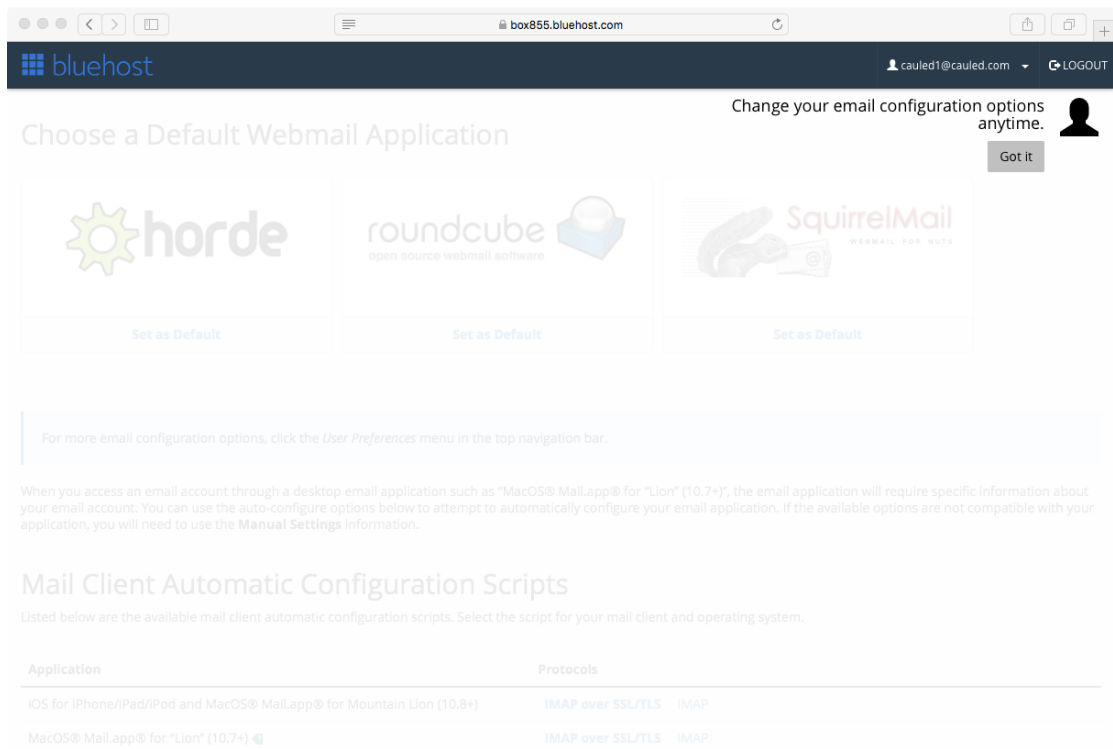 box855.bluehost.com
bluehost
cauled1@cauled.com
LOGOUT
Change your email configuration options
anytime.
Got it
Choose a Default Webmail Application
horde
roundcube
open source webmail software
SquirrelMail
WEBMAIL FOR NUTS
@
Set as Default
Set as Default
Set as Default
For more email configuration options, click the User Preferences menu in the top navigation bar.
When you access an email account through a desktop email application such as "MacOS® Mail.app® for "Lion" (10.7+)", the email application will require specific information about
your email account. You can use the auto-configure options below to attempt to automatically configure your email application. If the available options are not compatible with your
application, you will need to use the Manual Settings information.
Mail Client Automatic Configuration Scripts
Listed below are the available mail client automatic configuration scripts. Select the script for your mail client and operating system.
Application Protocols
iOS for iPhone/iPad/iPod and MacOS® Mail.app® for Mountain Lion (10.8+) IMAP over SSL/TLS IMAP
MacOS® Mail.app® for "Lion" (10.7+) IMAP over SSL/TLS IMAP